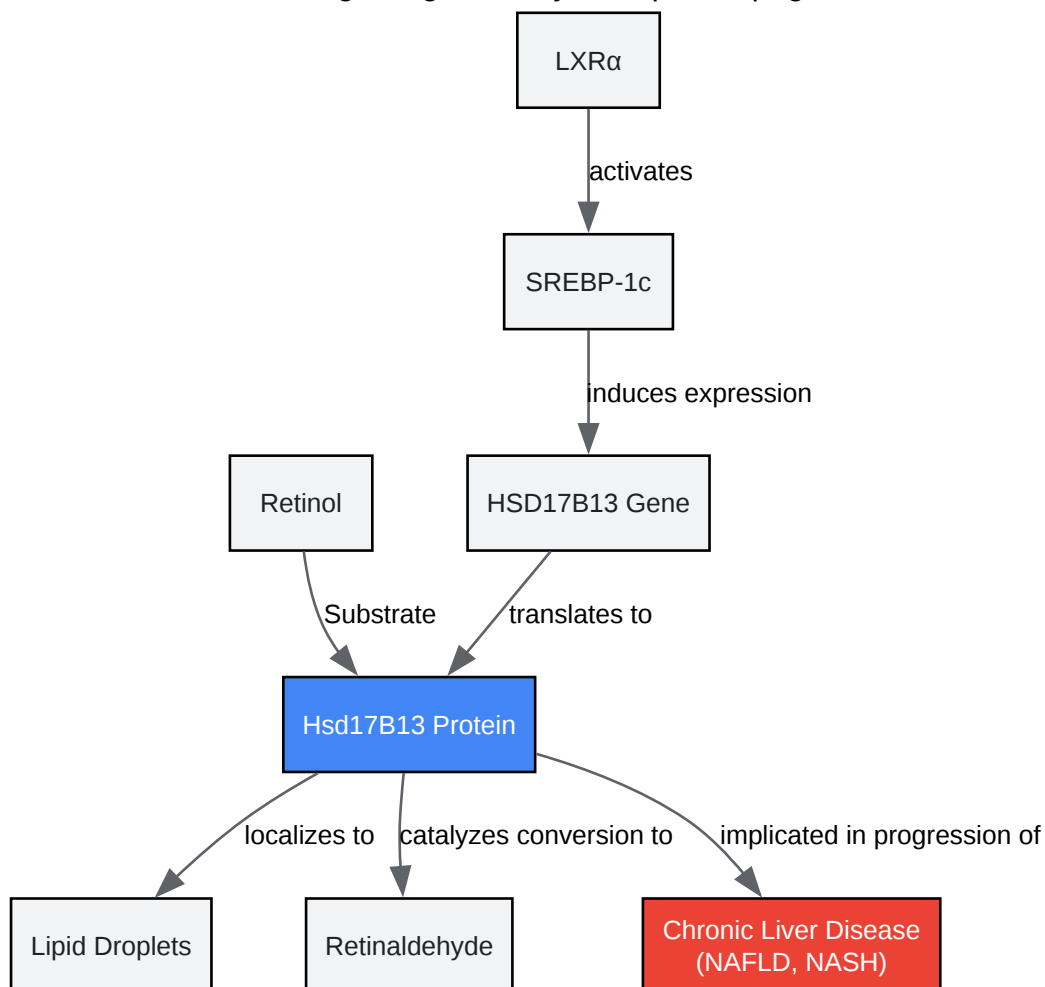 LXRα
activates
SREBP-1c
induces expression
Retinol
HSD17B13 Gene
Substrate
translates to
Hsd17B13 Protein
localizes to
catalyzes conversion to
implicated in progression of
Lipid Droplets
Retinaldehyde
Chronic Liver Disease
(NAFLD, NASH)